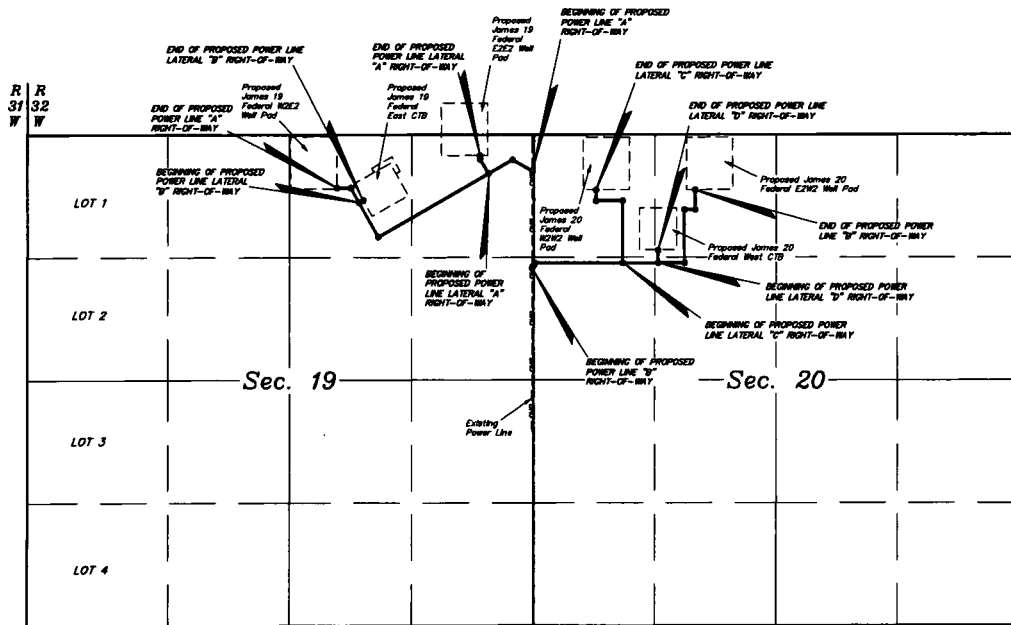 R R
31 32
W W
END OF PROPOSED POWER LINE
LATERAL "B" RIGHT-OF-WAY
END OF PROPOSED
POWER LINE LATERAL
"A" RIGHT-OF-WAY
Proposed
James 19
Federal
E2E2 Well
Pad
BEGINNING OF PROPOSED
POWER LINE "A"
RIGHT-OF-WAY
END OF PROPOSED POWER LINE
LATERAL "C" RIGHT-OF-WAY
END OF PROPOSED POWER LINE
LATERAL "D" RIGHT-OF-WAY
Proposed
James 19
Federal W2E2
Well Pad
Proposed
James 19
Federal
East CTB
END OF PROPOSED
POWER LINE "A"
RIGHT-OF-WAY
BEGINNING OF PROPOSED
POWER LINE LATERAL
"B" RIGHT-OF-WAY
LOT 1
Proposed James 20
Federal E2W2 Well Pad
Proposed
James 20
Federal
W2W2 Well
Pad
END OF PROPOSED POWER
LINE "B" RIGHT-OF-WAY
Proposed James 20
Federal West CTB
BEGINNING OF
PROPOSED POWER
LINE LATERAL "A"
RIGHT-OF-WAY
BEGINNING OF PROPOSED POWER
LINE LATERAL "D" RIGHT-OF-WAY
LOT 2
BEGINNING OF PROPOSED POWER
LINE LATERAL "C" RIGHT-OF-WAY
BEGINNING OF PROPOSED
POWER LINE "B"
RIGHT-OF-WAY
Sec. 19
Sec. 20
Existing
Power Line
LOT 3
LOT 4